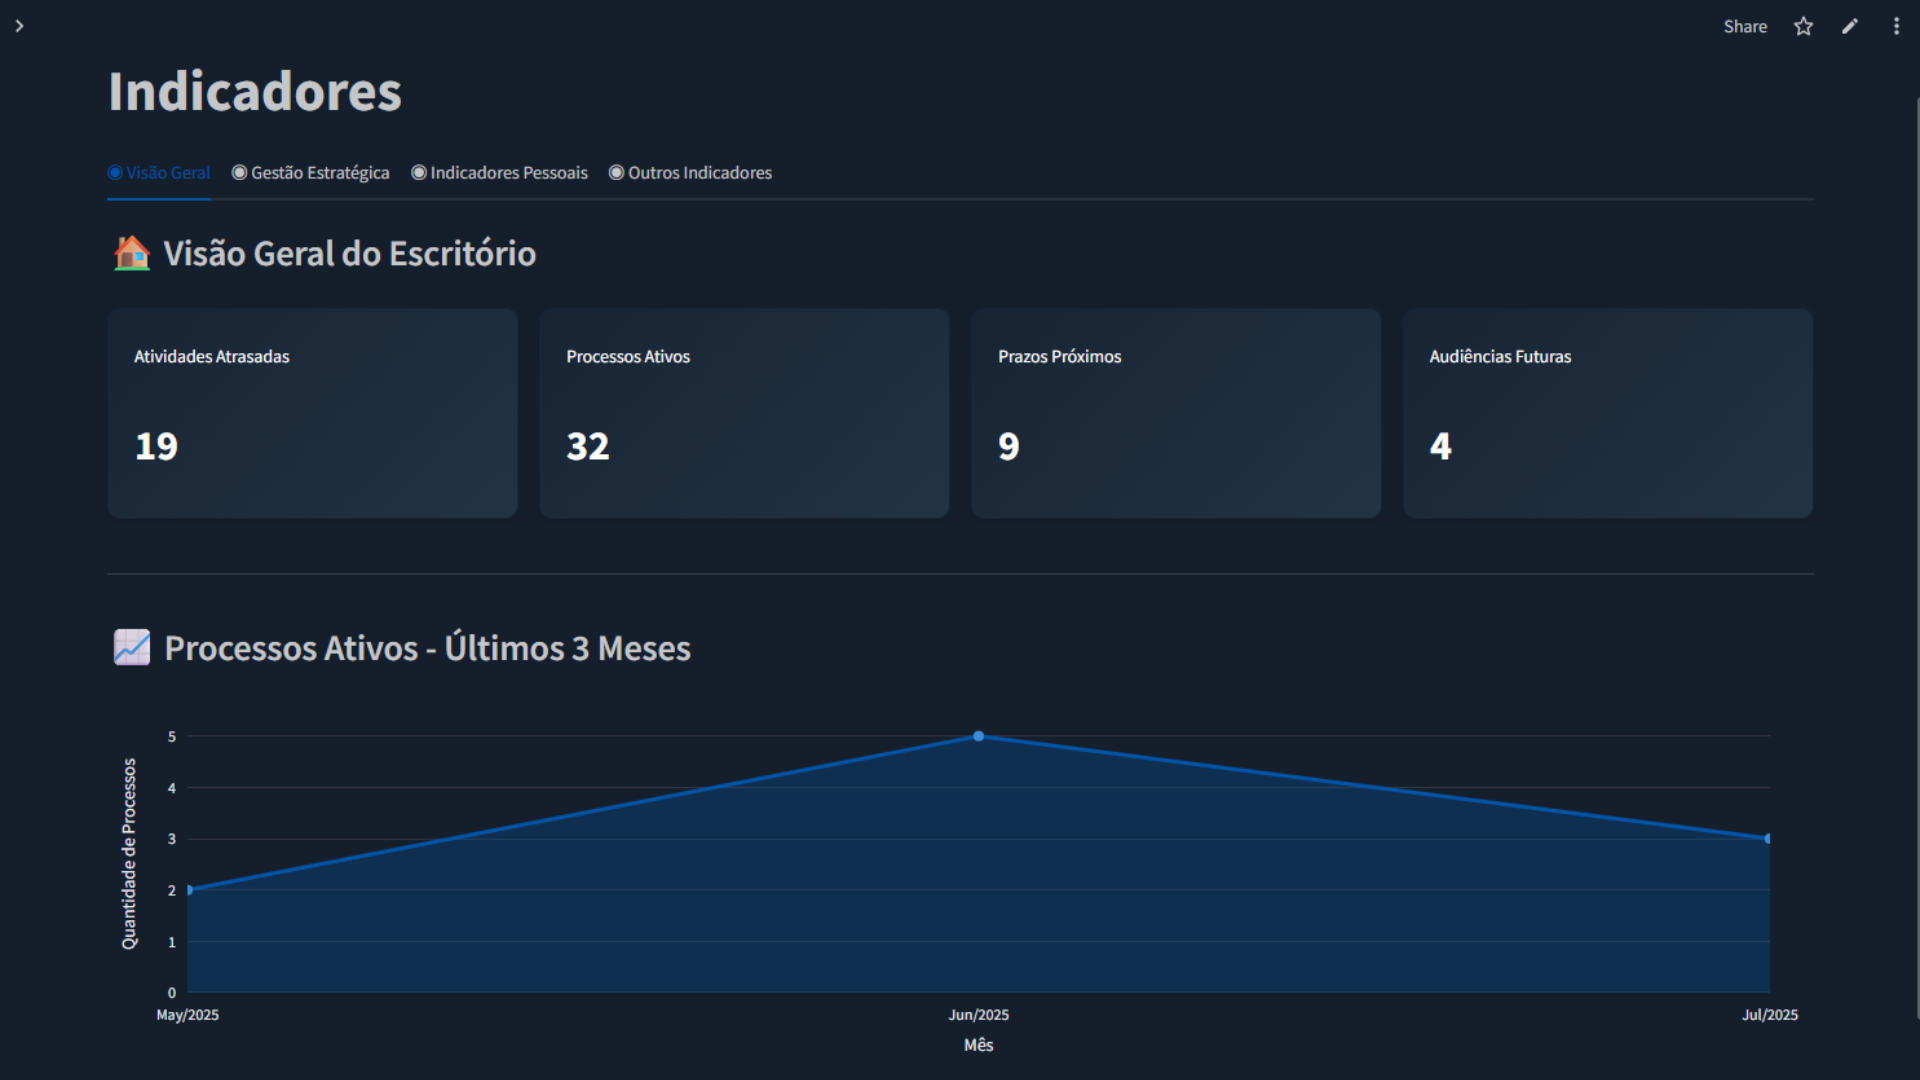 Share
Indicadores
Visão Geral
Gestão Estratégica
Indicadores Pessoais
Outros Indicadores
Visão Geral do Escritório
Atividades Atrasadas
19
Processos Ativos
32
Prazos Próximos
9
Audiências Futuras
4
Processos Ativos - Últimos 3 Meses
Quantidade de Processos
5
4
3
2
1
0
May/2025
Jun/2025
Jul/2025
Mês